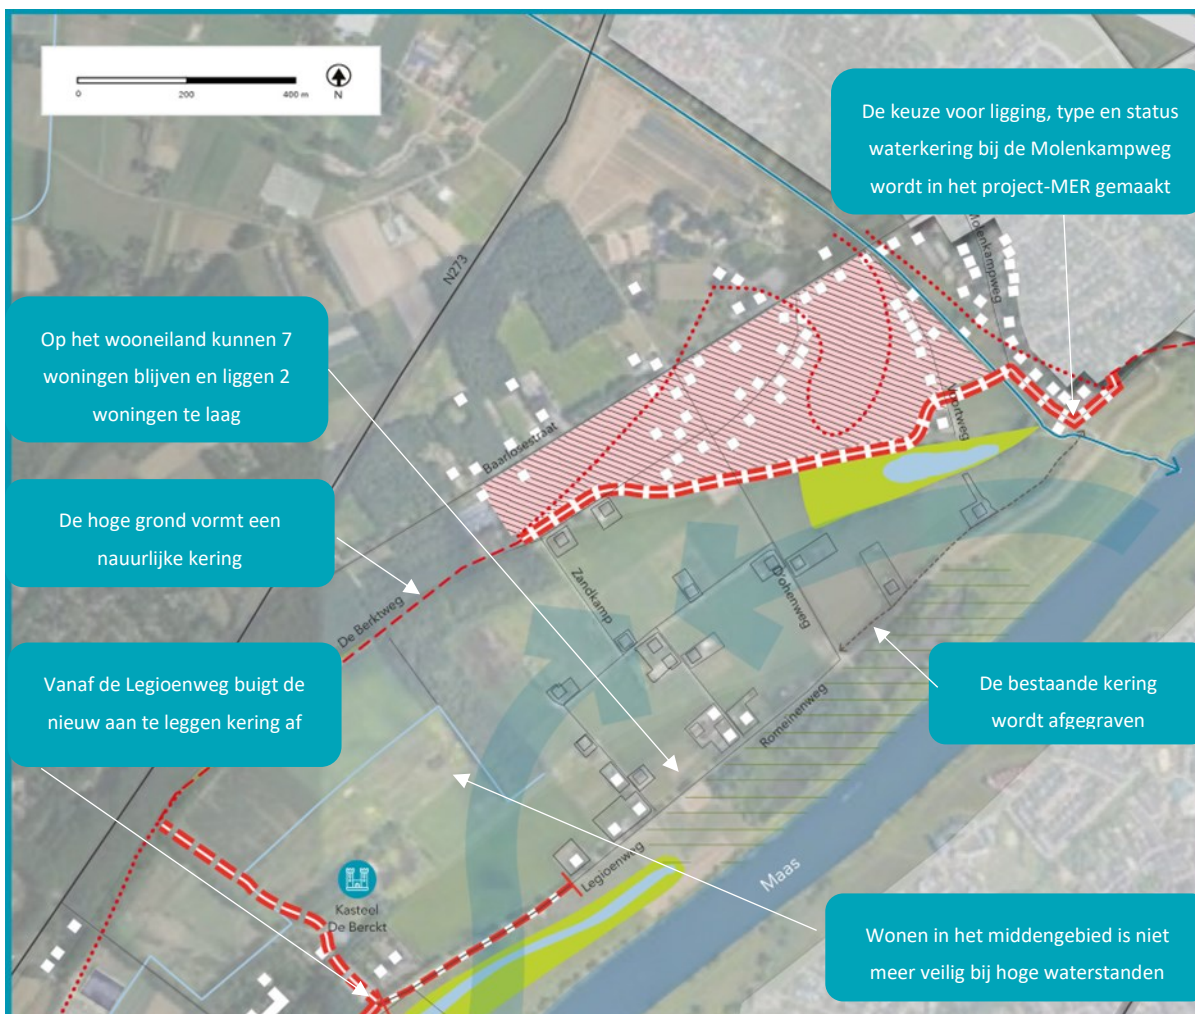 0
200
400 m
N
De keuze voor ligging, type en status
waterkering bij de Molenkampweg
wordt in het project-MER gemaakt
Molenkampweg
N273
Op het wooneiland kunnen 7
woningen blijven en liggen 2
woningen te laag
Baarlosestraat
De hoge grond vormt een
nauurlijke kering
Zandkamp
De Berktweg
Romeinenweg
Vanaf de Legioenweg buigt de
nieuw aan te leggen kering af
De bestaande kering
wordt afgegraven
Legioenweg
Maas
Kasteel
De Berckt
Wonen in het middengebied is niet
meer veilig bij hoge waterstanden